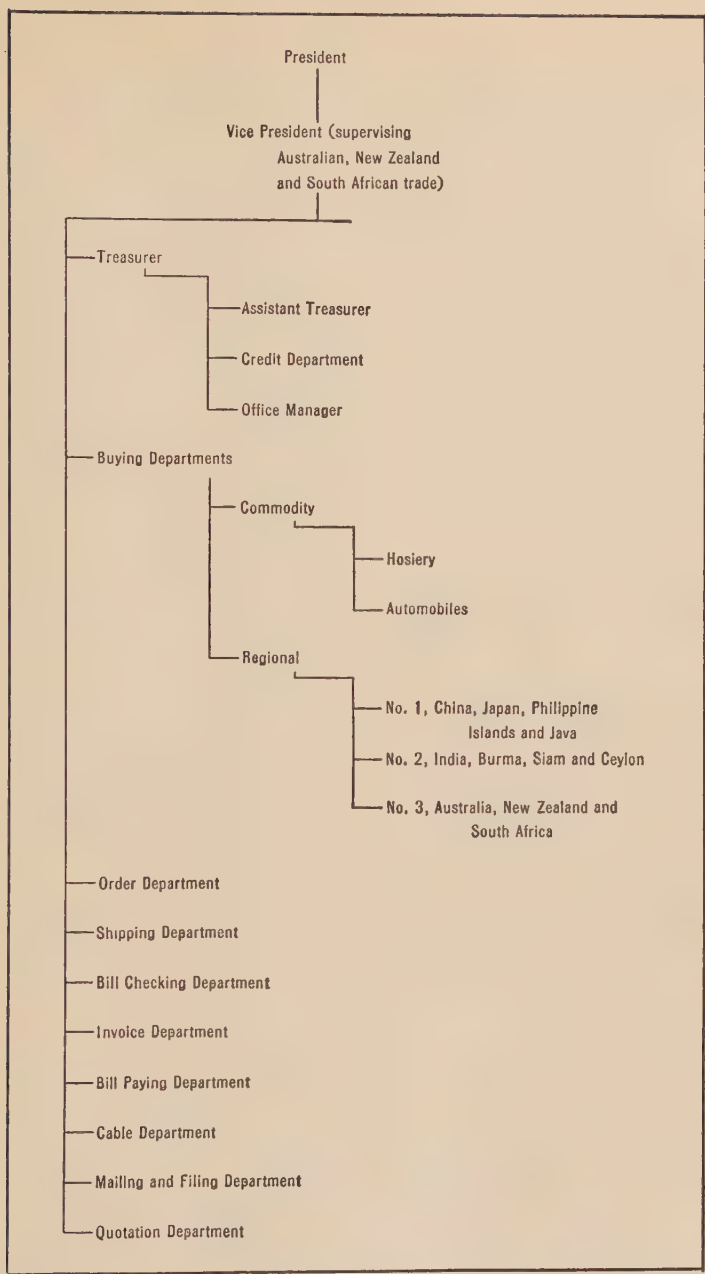 President
Vice President (supervising
Australian, New Zealand
and South African trade)
Treasurer
Assistant Treasurer
Credit Department
Office Manager
Buying Departments
Commodity
Hosiery
Automobiles
Regional
No. 1, China, Japan, Philippine
Islands and Java
No. 2, India, Burma, Siam and Ceylon
No. 3, Australia, New Zealand and
South Africa
Order Department
Shipping Department
Bill Checking Department
Invoice Department
Bill Paying Department
Cable Department
Mailing and Filing Department
Quotation Department